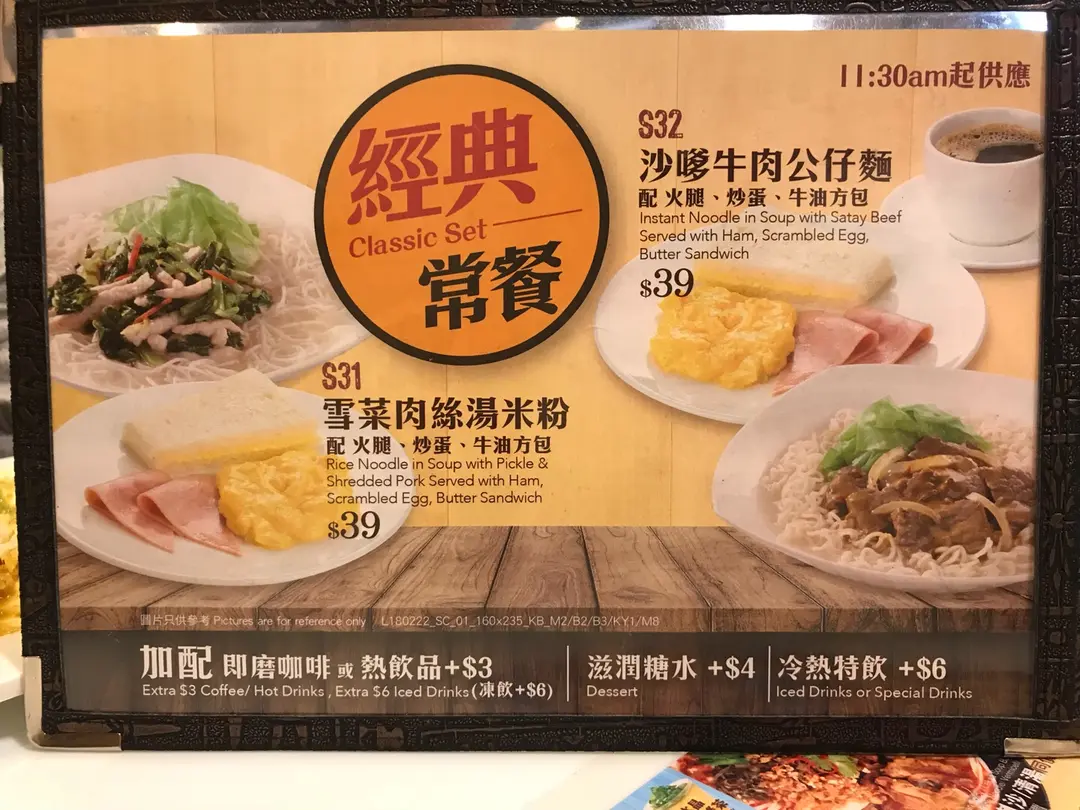 11:30am起供應
經典
Classic Set
常餐
S32
沙嗲牛肉公仔麵
配 火腿、炒蛋、牛油方包
Instant Noodle in Soup with Satay Beef
Served with Ham, Scrambled Egg,
Butter Sandwich
$39
S31
雪菜肉絲湯米粉
配 火腿、炒蛋、牛油方包
Rice Noodle in Soup with Pickle &
Shredded Pork Served with Ham,
Scrambled Egg, Butter Sandwich
$39
圖片只供參考 Pictures are for reference only / L180222_SC_01_160x235_KB_M2/B2/B3/KY1/M8
加配 即磨咖啡 或 熱飲品+$3
Extra $3 Coffee/ Hot Drinks , Extra $6 Iced Drinks(凍飲+$6)
滋潤糖水 +$4
Dessert
冷熱特飲 +$6
Iced Drinks or Special Drinks